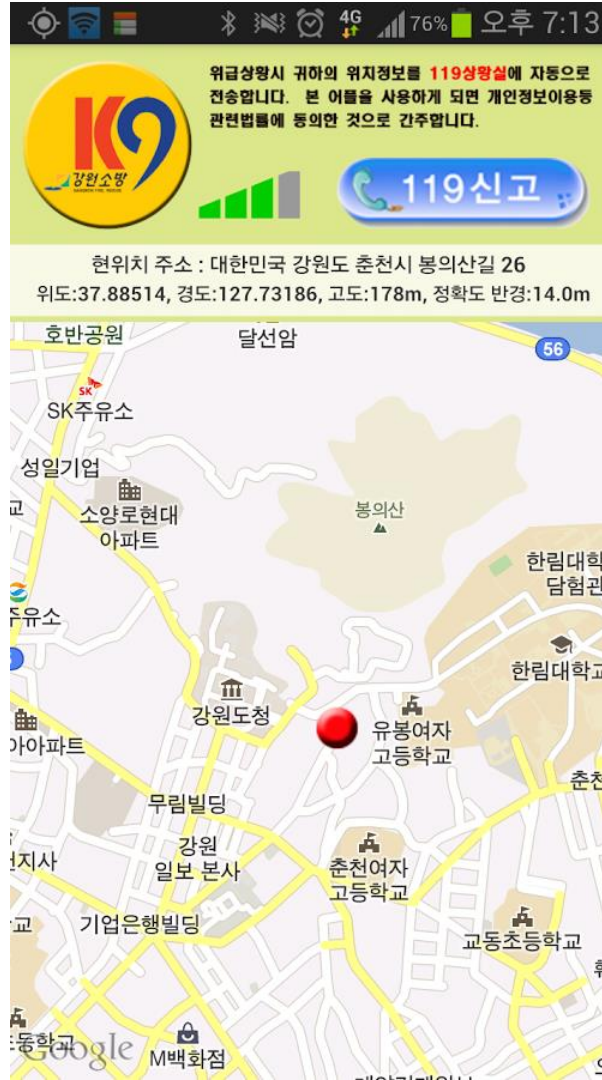 4G
76%
오후 7:13
위급상황시 귀하의 위치정보를 119상황실에 자동으로
전송합니다. 본 어플을 사용하게 되면 개인정보이용등
관련법률에 동의한 것으로 간주합니다.
K9
강원소방
119신고
현위치 주소 : 대한민국 강원도 춘천시 봉의산길 26
위도:37.88514, 경도:127.73186, 고도:178m, 정확도 반경:14.0m
호반공원
달선암
56
SK
SK주유소
성일기업
교
소양로현대
아파트
봉의산
한림대학
담험관
주유소
한림대학교
강원도청
유봉여자
고등학교
아아파트
춘천
무림빌딩
강원
일보 본사
춘천여자
고등학교
지사
교
기업은행빌딩
교동초등학교
등학교
Google
M백화점